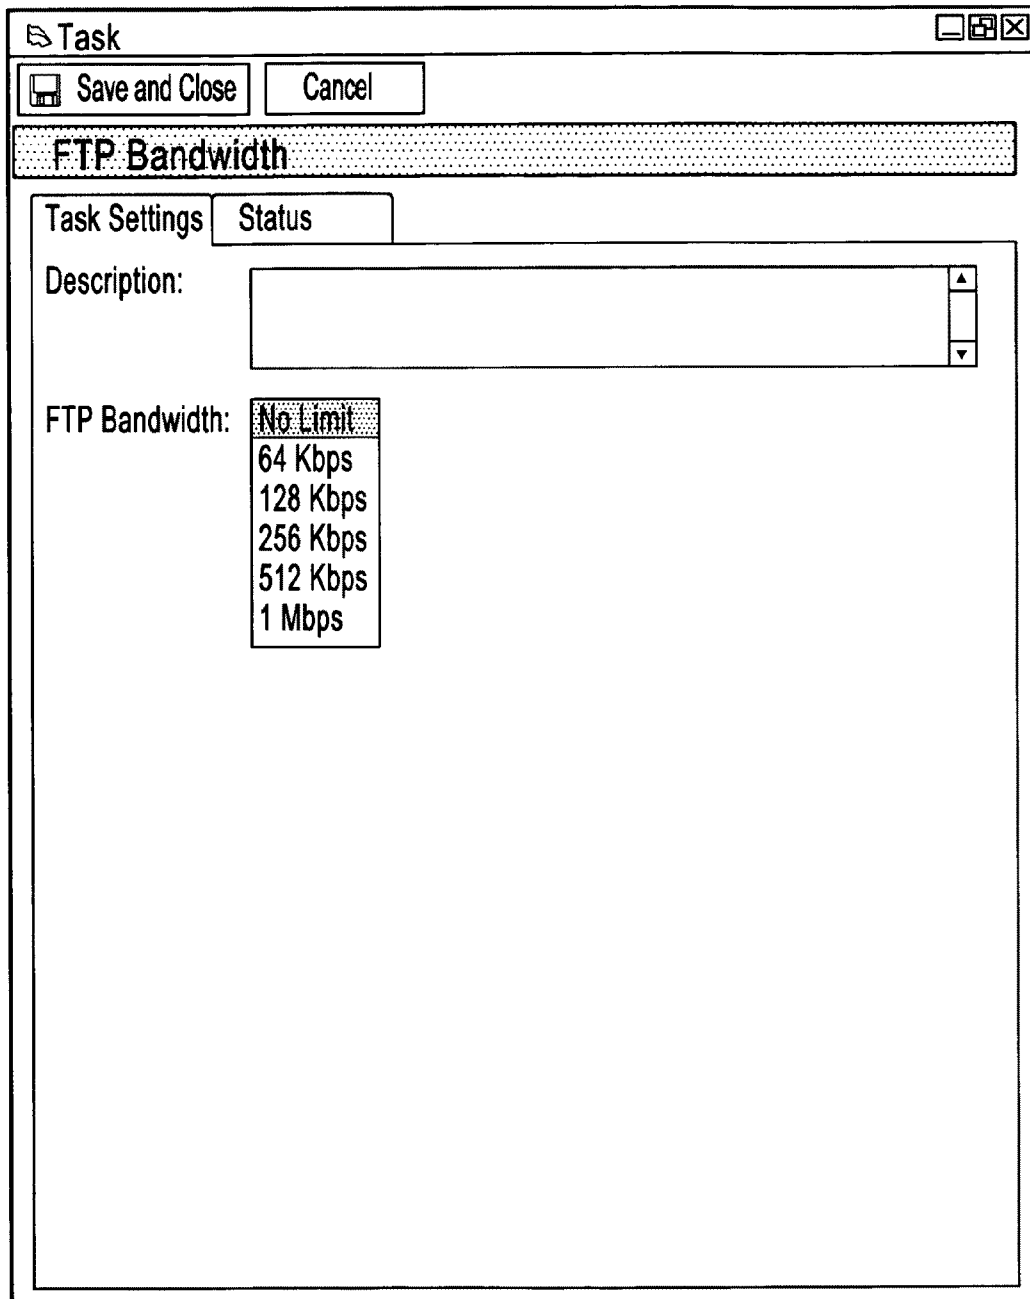 Task
Save and Close Cancel
FTP Bandwidth
Task Settings Status
Description:
FTP Bandwidth: No Limit
64 Kbps
128 Kbps
256 Kbps
512 Kbps
1 Mbps